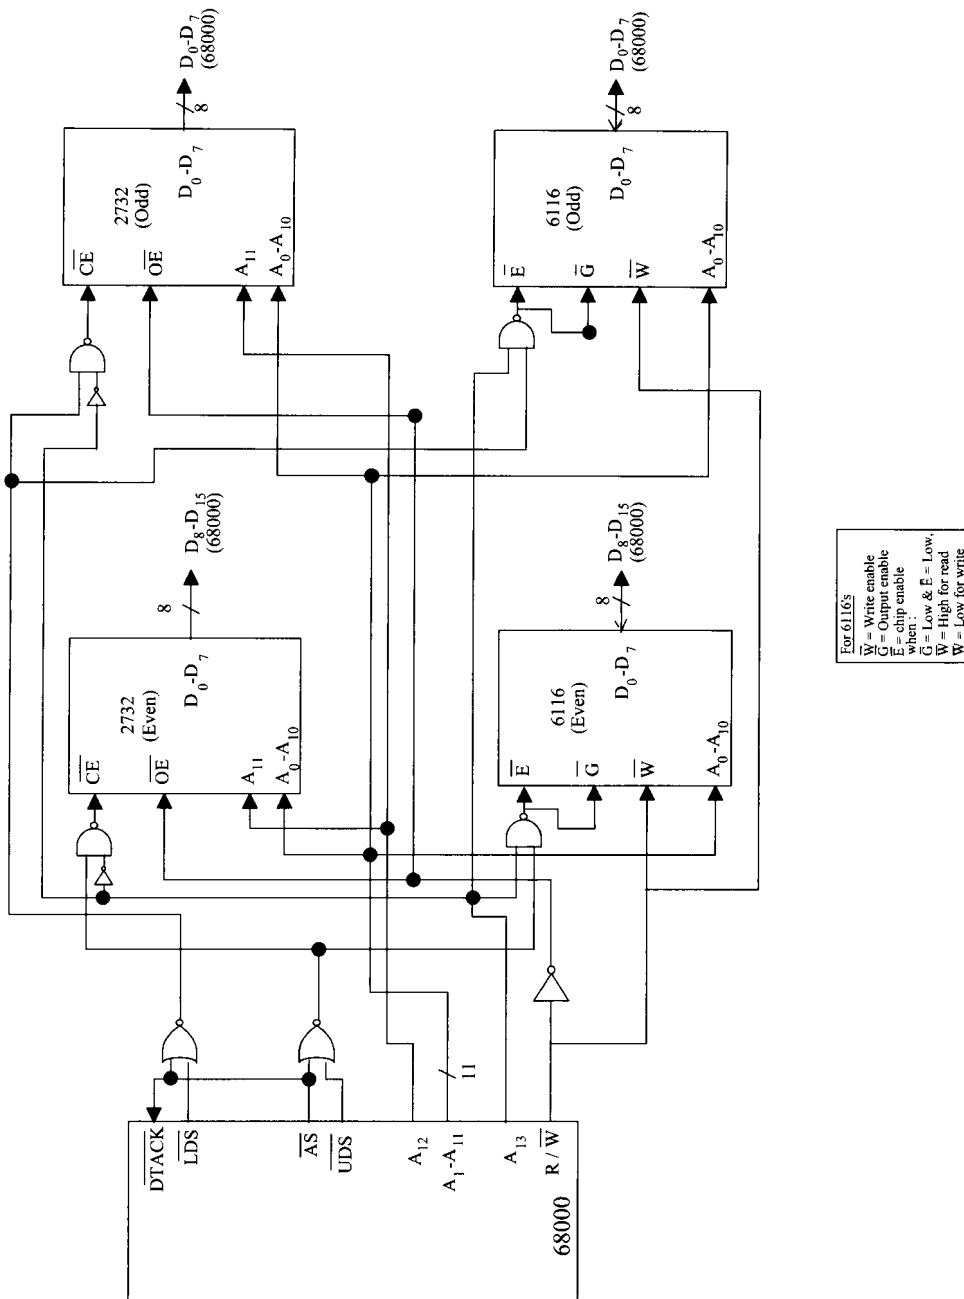 68000
DTACK
LDS
AS
UDS
A12
A1-A11
A13
R / W
11
2732
(Even)
CE
OE
A11
A0-A10
D0-D7
8
D8-D15
(68000)
2732
(Odd)
CE
OE
A11
A0-A10
D0-D7
8
D0-D7
(68000)
6116
(Even)
E
G
W
A0-A10
D0-D7
8
D8-D15
(68000)
6116
(Odd)
E
G
W
A0-A10
D0-D7
8
D0-D7
(68000)
For 6116's
W = Write enable
G = Output enable
E = chip enable
when :
G = Low & E = Low,
W = High for read
W = Low for write